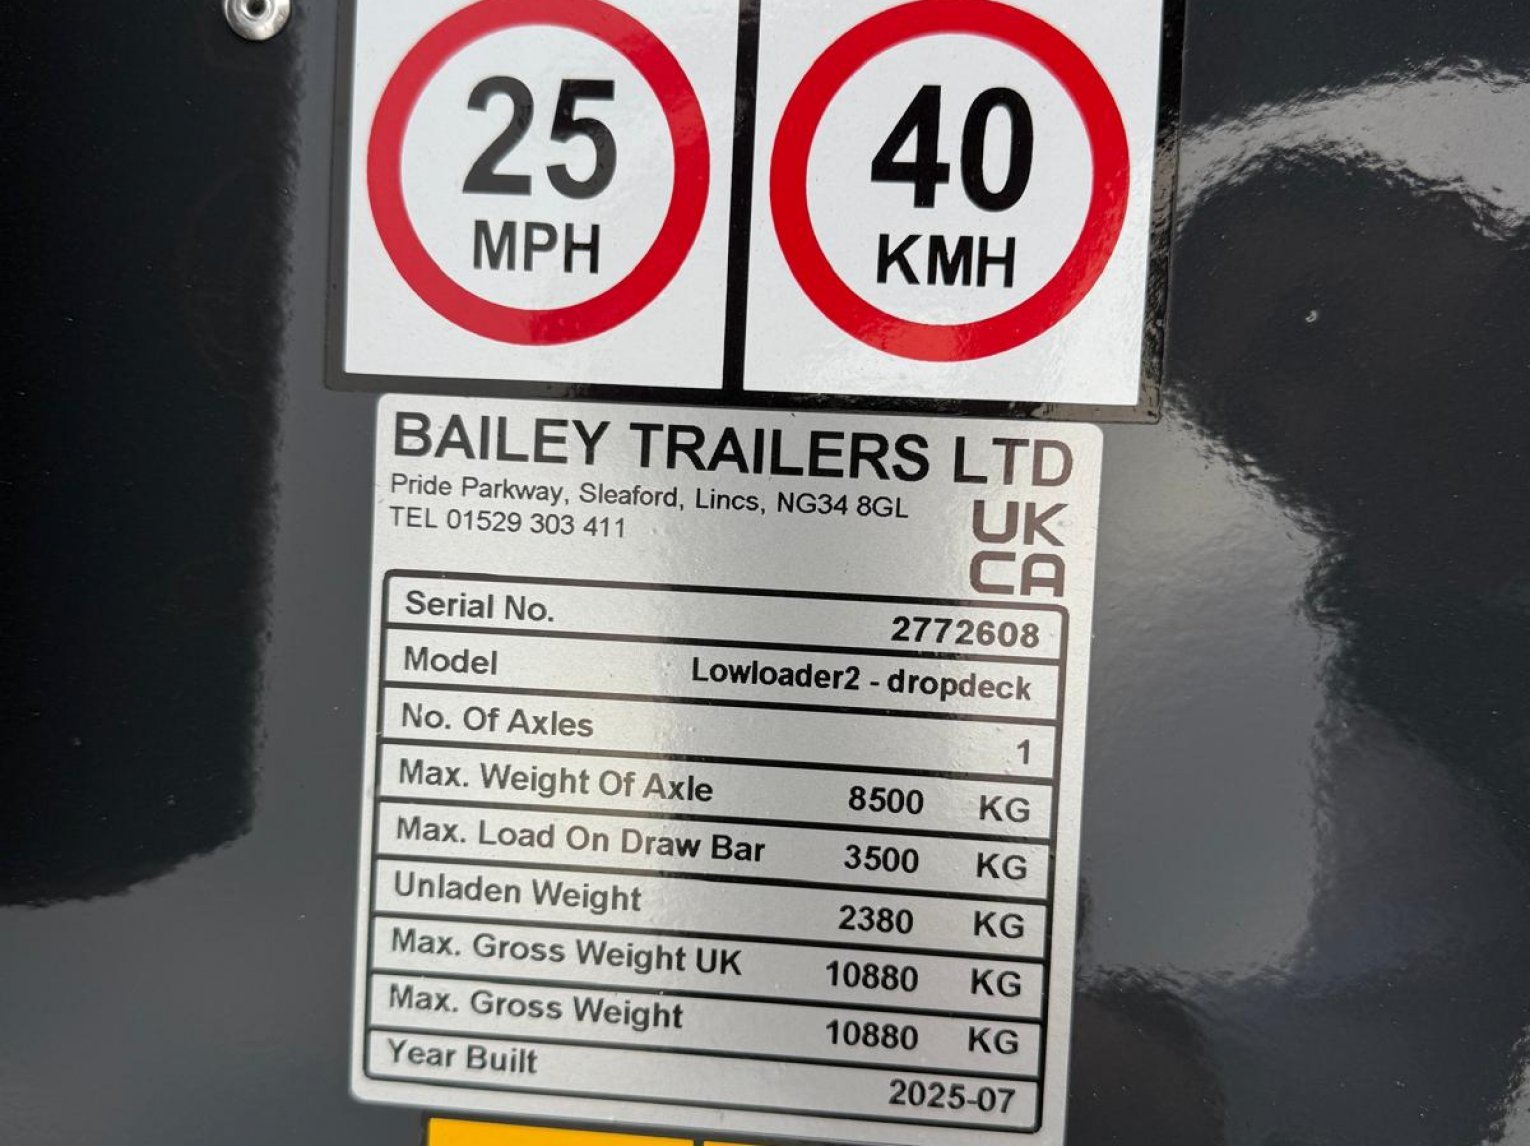 25
MPH
40
KMH
BAILEY TRAILERS LTD
Pride Parkway, Sleaford, Lincs, NG34 8GL
TEL 01529 303 411
UK
CA
Serial No. 2772608
Model Lowloader2 - dropdeck
No. Of Axles 1
Max. Weight Of Axle 8500 KG
Max. Load On Draw Bar 3500 KG
Unladen Weight 2380 KG
Max. Gross Weight UK 10880 KG
Max. Gross Weight 10880 KG
Year Built 2025-07